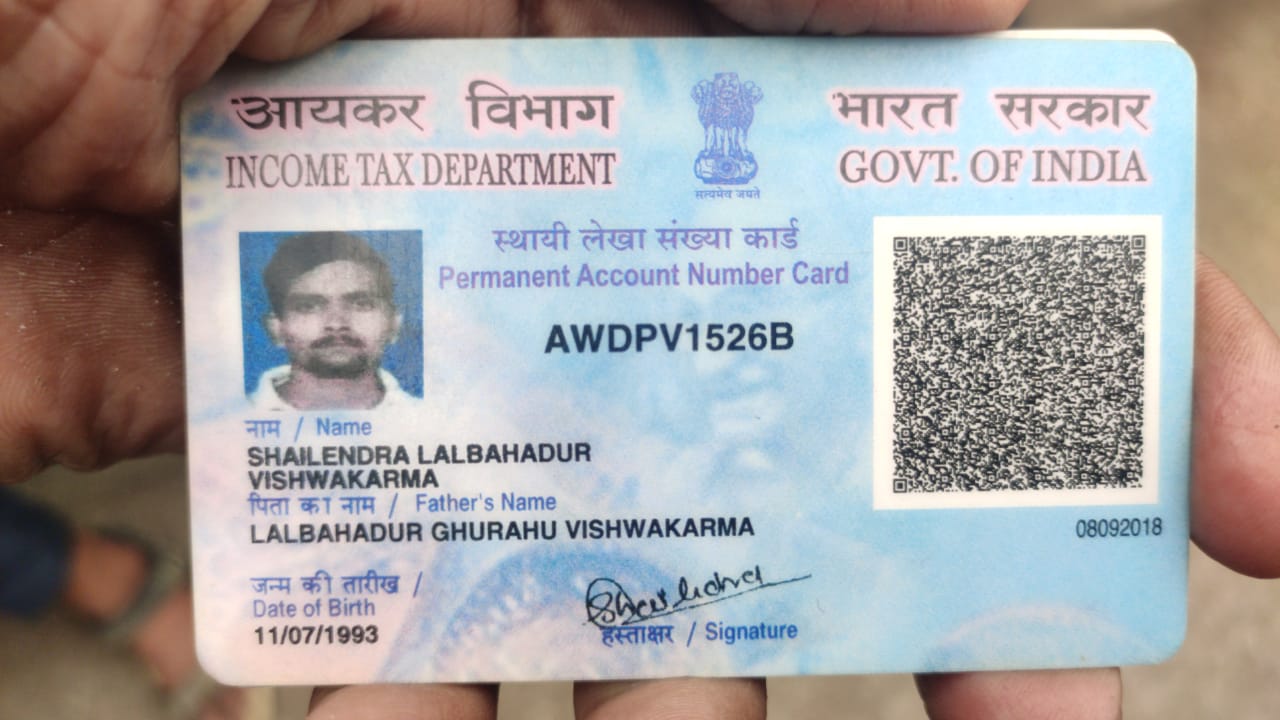 आयकर विभाग
INCOME TAX DEPARTMENT
सत्यमेव जयते
भारत सरकार
GOVT. OF INDIA
स्थायी लेखा संख्या कार्ड
Permanent Account Number Card
AWDPV1526B
नाम / Name
SHAILENDRA LALBAHADUR
VISHWAKARMA
पिता का नाम / Father's Name
LALBAHADUR GHURAHU VISHWAKARMA
08092018
जन्म की तारीख /
Date of Birth
11/07/1993
हस्ताक्षर / Signature